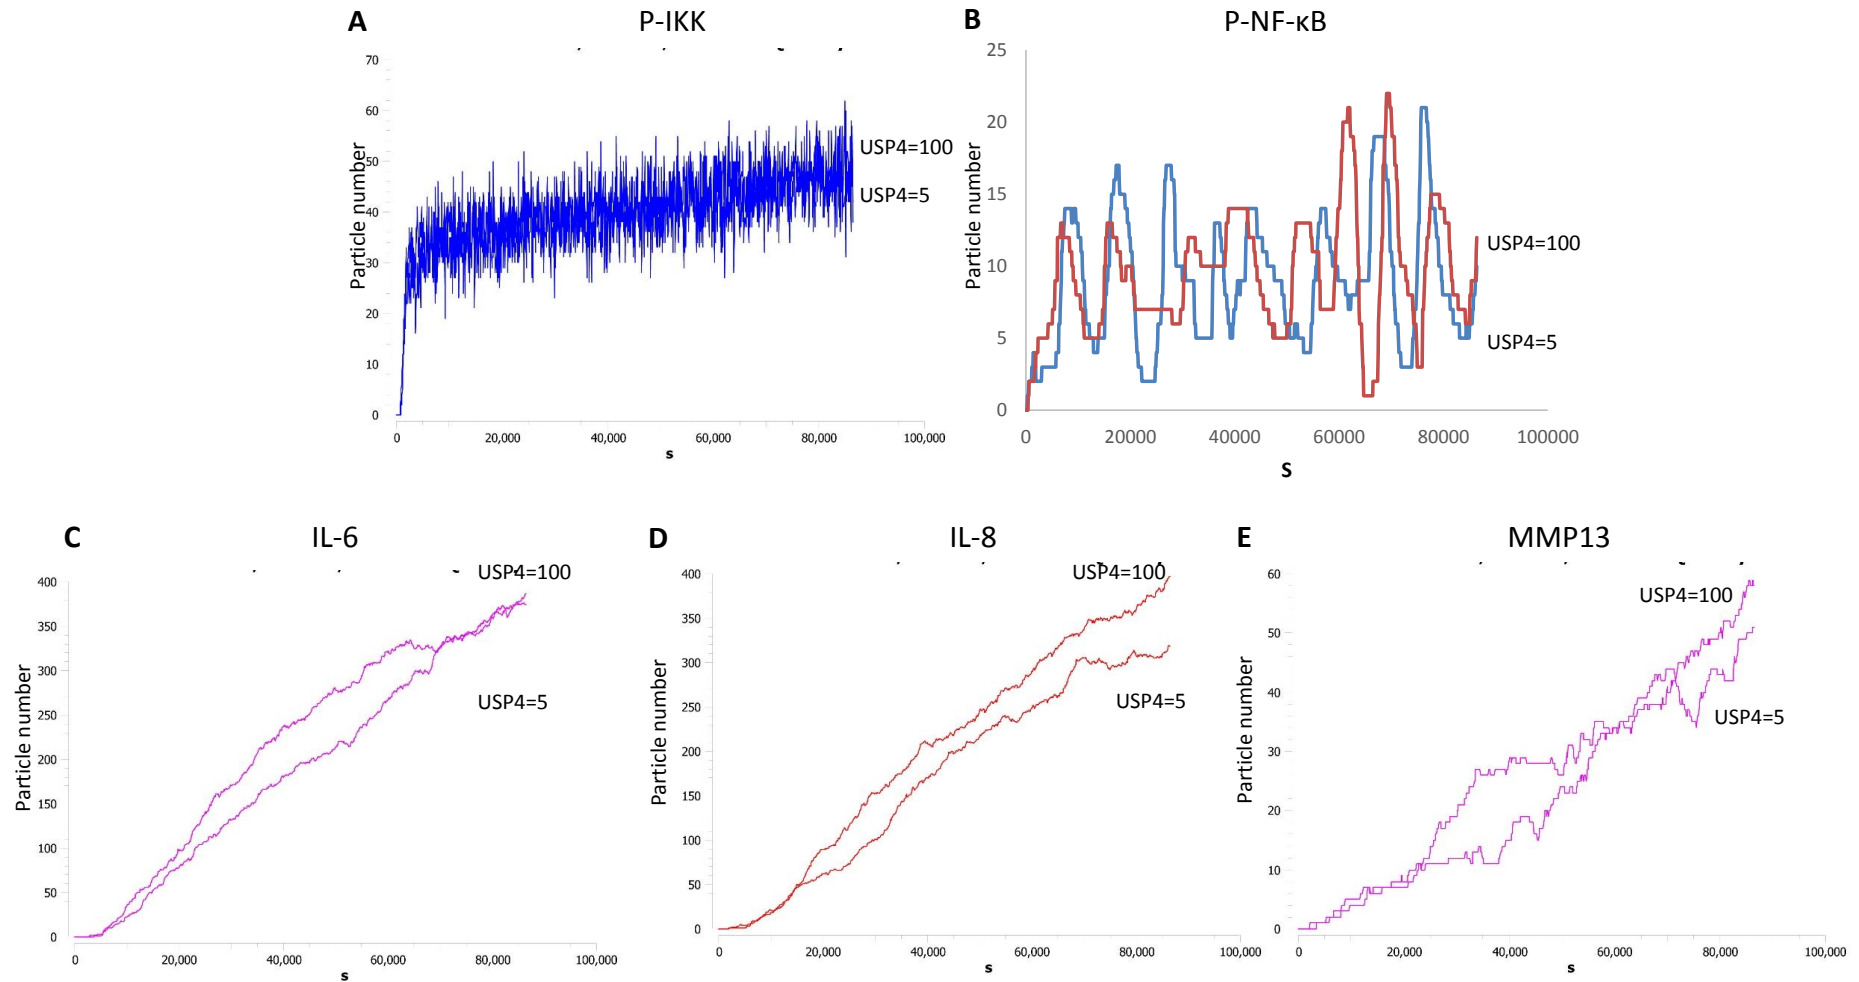 A P-IKK
Particle number
70
60
50
40
30
20
10
0
0 20,000 40,000 60,000 80,000 100,000
s
USP4=100
USP4=5
B P-NF-κB
Particle number
25
20
15
10
5
0
0 20000 40000 60000 80000 100000
S
USP4=100
USP4=5
C IL-6
Particle number
400
350
300
250
200
150
100
50
0
0 20,000 40,000 60,000 80,000 100,000
s
USP4=100
USP4=5
D IL-8
Particle number
400
350
300
250
200
150
100
50
0
0 20,000 40,000 60,000 80,000 100,000
s
USP4=100
USP4=5
E MMP13
Particle number
60
50
40
30
20
10
0
0 20,000 40,000 60,000 80,000 100,000
s
USP4=100
USP4=5